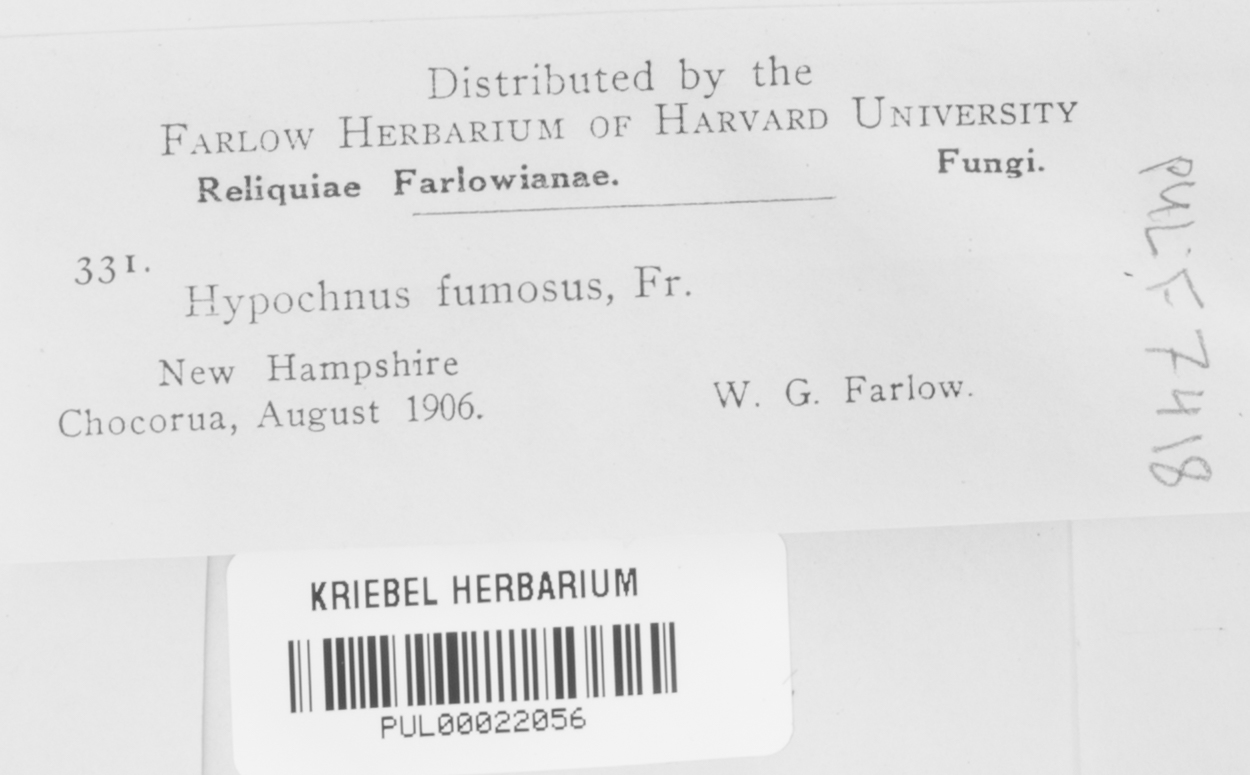 Distributed by the
FARLOW HERBARIUM OF HARVARD UNIVERSITY
Reliquiae Farlowianae. Fungi.
331.
Hypochnus fumosus, Fr.
New Hampshire
Chocorua, August 1906.
W. G. Farlow.
PUL F 7418
KRIEBEL HERBARIUM
PUL00022056